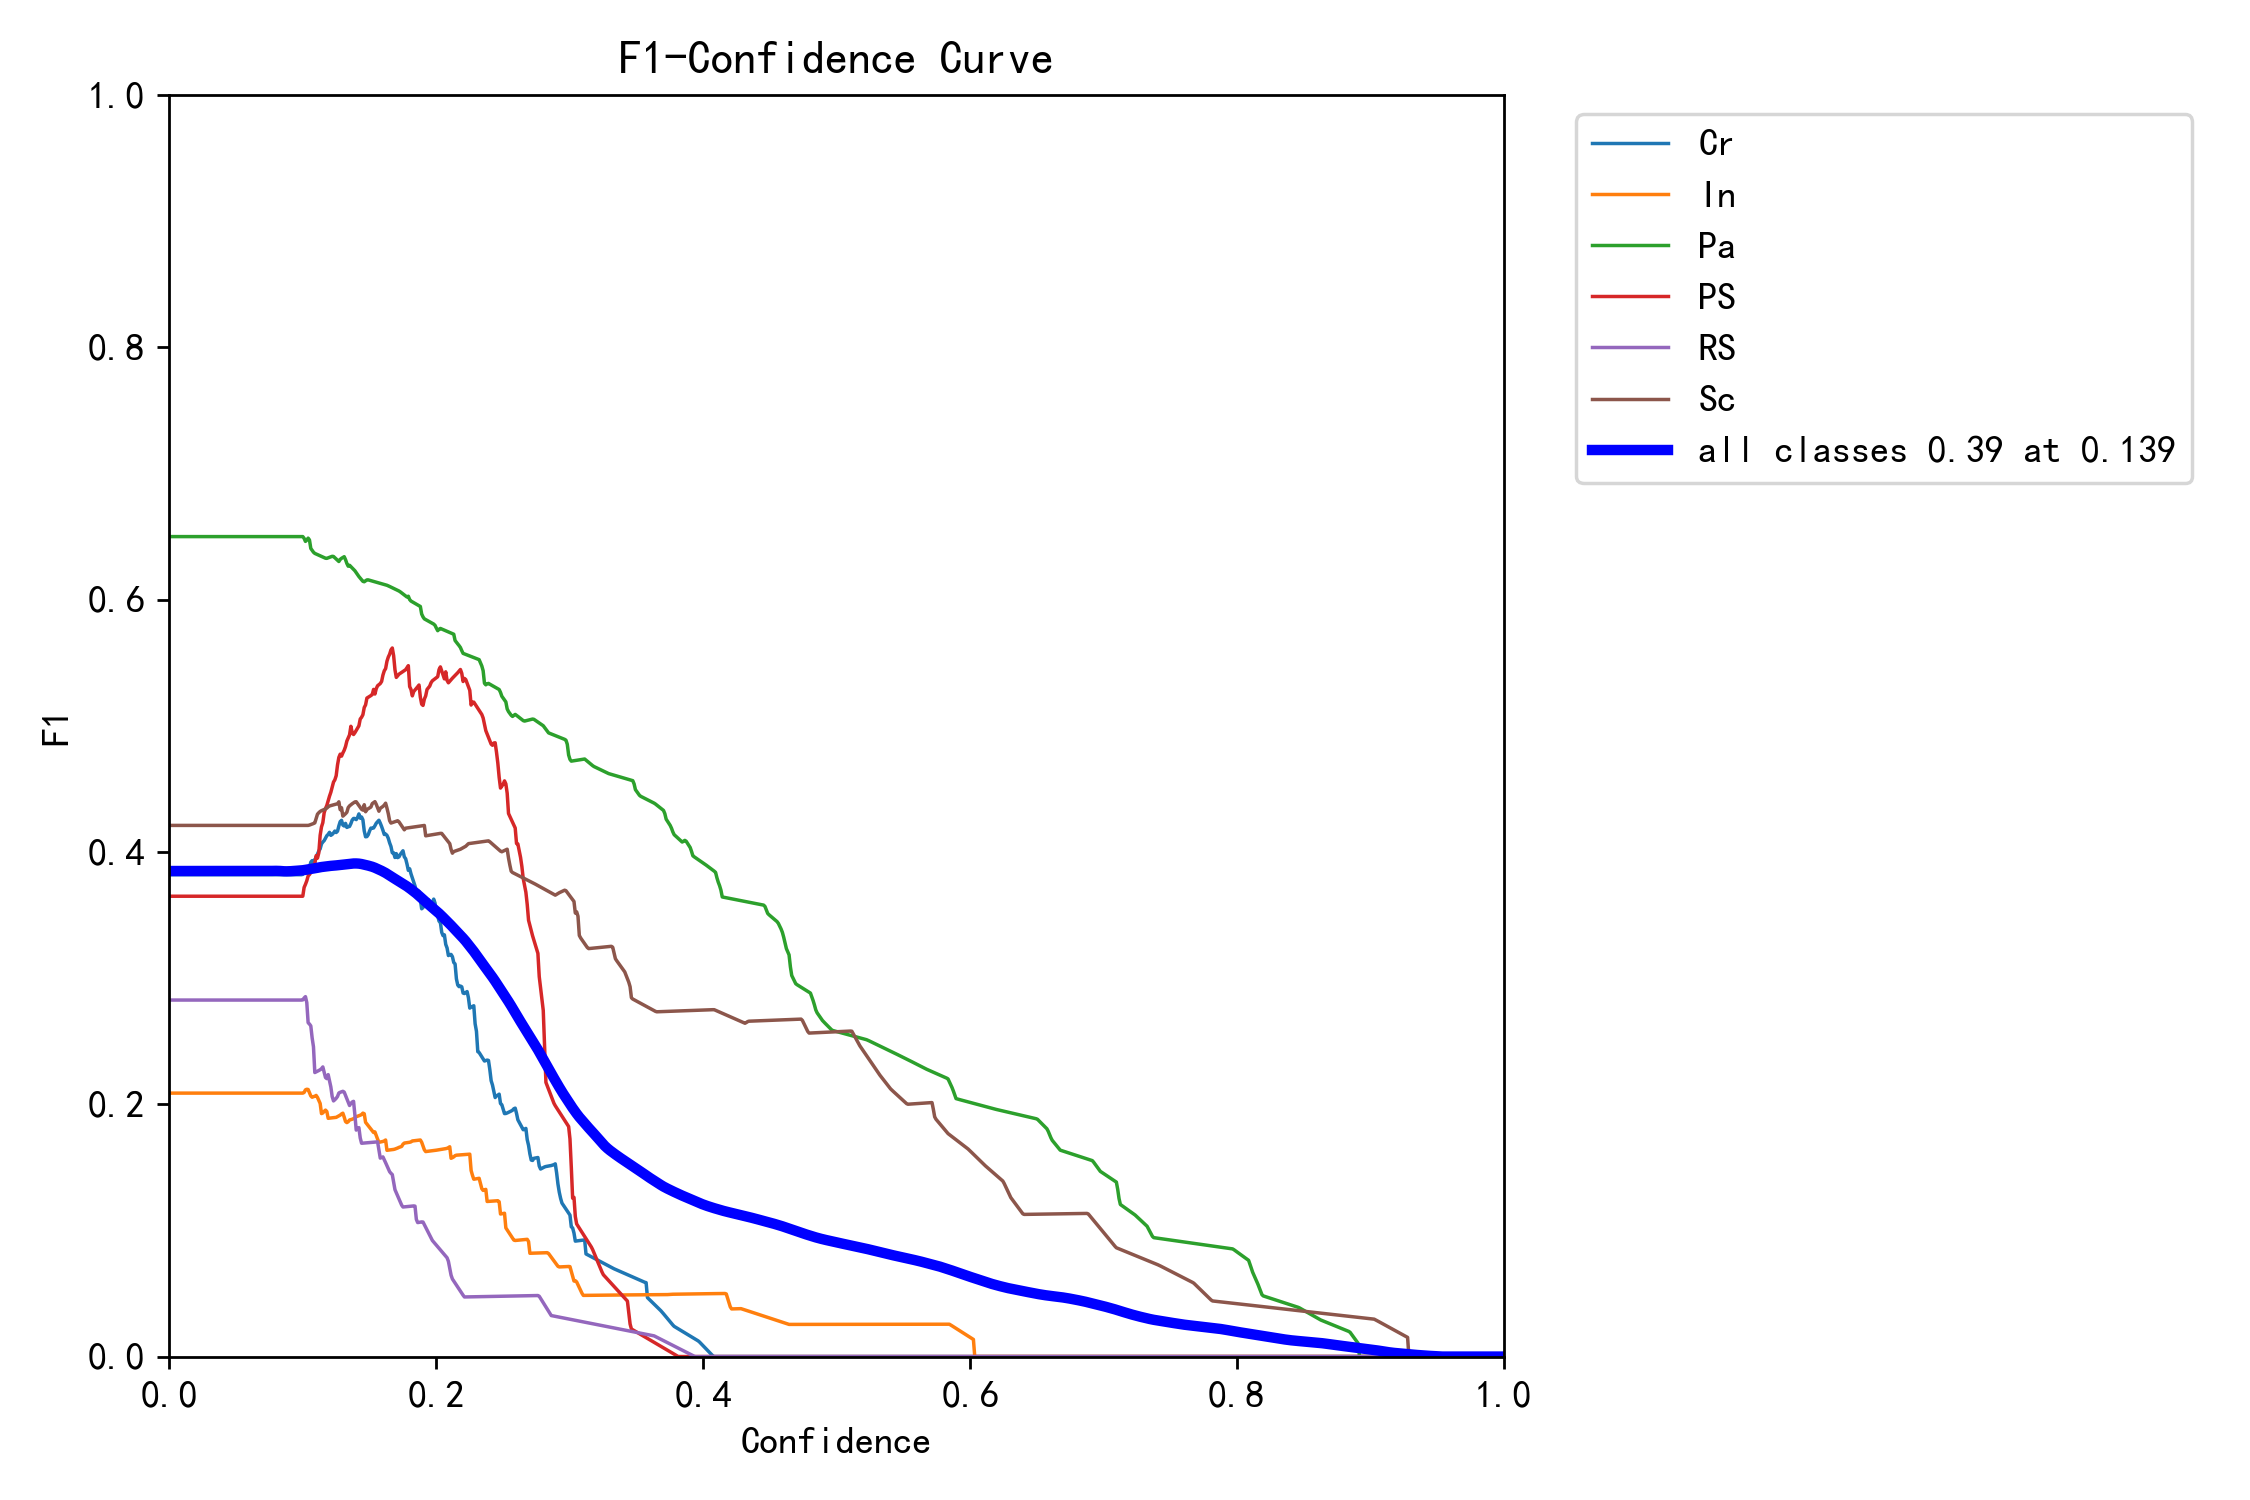 F1-Confidence Curve
1.0
0.8
0.6
0.4
0.2
0.0
F1
0.0 0.2 0.4 0.6 0.8 1.0
Confidence
Cr
In
Pa
PS
RS
Sc
all classes 0.39 at 0.139